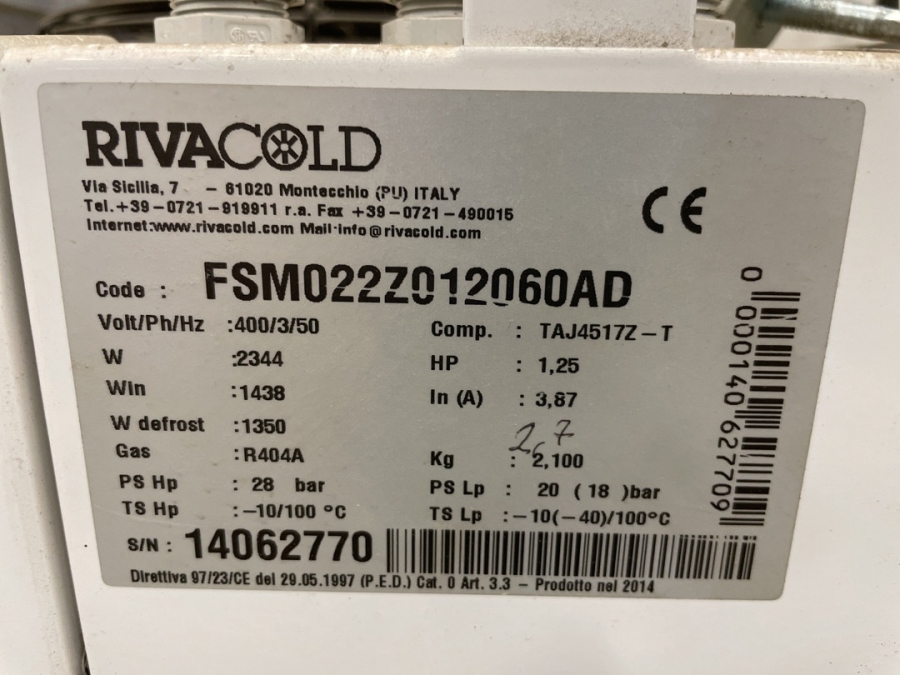 RIVACOLD
Via Sicilia, 7 - 61020 Montecchio (PU) ITALY
Tel.+39-0721-919911 r.a. Fax +39-0721-490015
Internet:www.rivacold.com Mail-info@rivacold.com
CE
Code : FSM022Z012060AD
Volt/Ph/Hz :400/3/50 Comp. : TAJ4517Z-T
W :2344 HP : 1,25
Win :1438 In (A) : 3,87
W defrost :1350
2,7
Gas :R404A Kg : 2,100
PS Hp : 28 bar PS Lp : 20 (18 )bar
TS Hp :-10/100 °C TS Lp :-10(-40)/100°C
S/N : 14062770
Direttiva 97/23/CE del 29.05.1997 (P.E.D.) Cat. 0 Art. 3.3 - Prodotto nel 2014
0 000140 627709